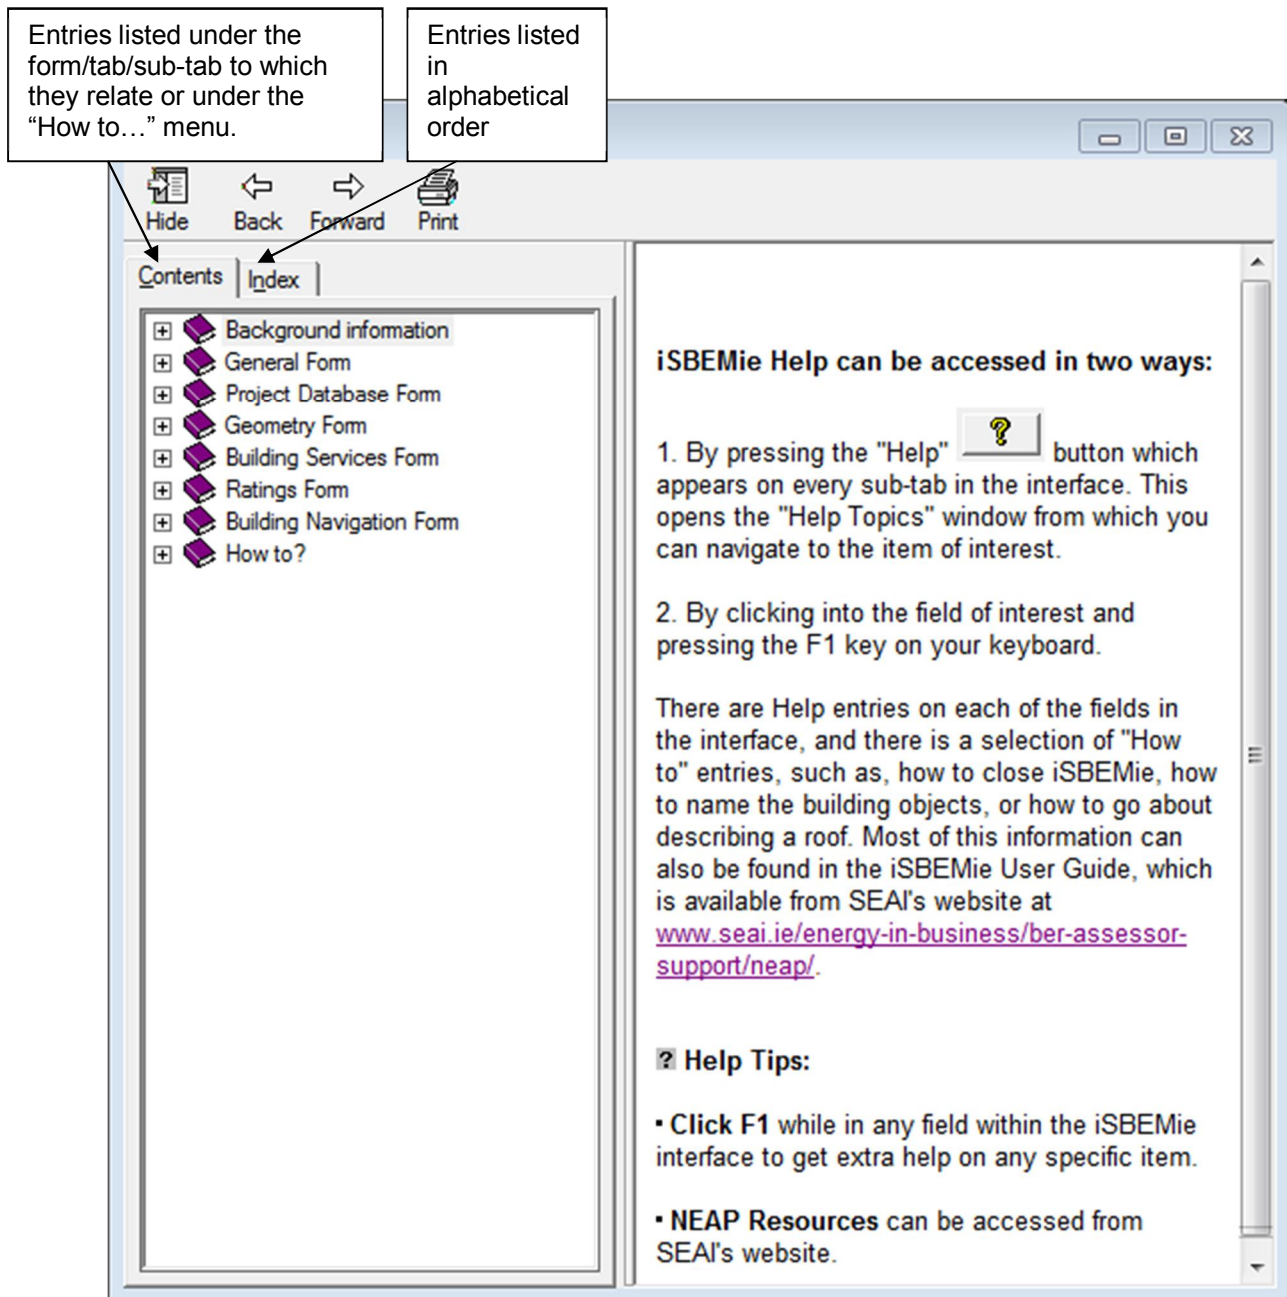 Entries listed under the
form/tab/sub-tab to which
they relate or under the
“How to…” menu.
Entries listed
in
alphabetical
order
Hide
Back
Forward
Print
Contents
Index
Background information
General Form
Project Database Form
Geometry Form
Building Services Form
Ratings Form
Building Navigation Form
How to?
iSBEMie Help can be accessed in two ways:
1. By pressing the "Help" ? button which
appears on every sub-tab in the interface. This
opens the "Help Topics" window from which you
can navigate to the item of interest.
2. By clicking into the field of interest and
pressing the F1 key on your keyboard.
There are Help entries on each of the fields in
the interface, and there is a selection of "How
to" entries, such as, how to close iSBEMie, how
to name the building objects, or how to go about
describing a roof. Most of this information can
also be found in the iSBEMie User Guide, which
is available from SEAI's website at
www.seai.ie/energy-in-business/ber-assessor-
support/neap/.
? Help Tips:
▪ Click F1 while in any field within the iSBEMie
interface to get extra help on any specific item.
▪ NEAP Resources can be accessed from
SEAI's website.